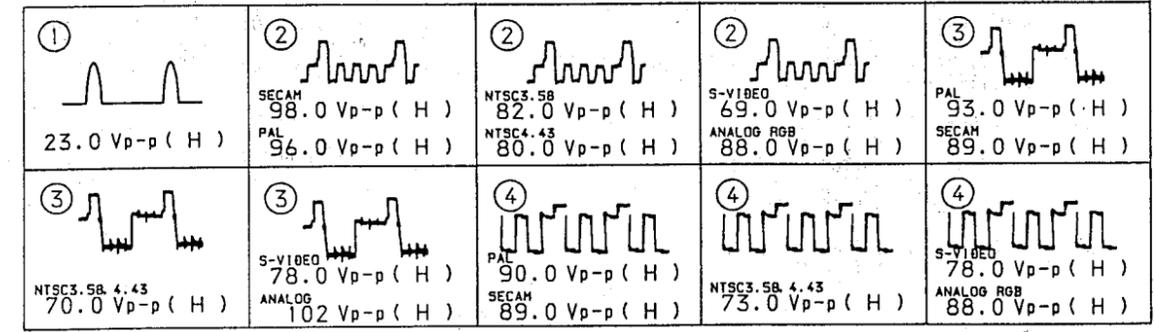 ①
23.0 Vp-p ( H )
②
SECAM
98.0 Vp-p ( H )
PAL
96.0 Vp-p ( H )
②
NTSC3.58
82.0 Vp-p ( H )
NTSC4.43
80.0 Vp-p ( H )
②
S-VIDEO
69.0 Vp-p ( H )
ANALOG RGB
88.0 Vp-p ( H )
③
PAL
93.0 Vp-p ( H )
SECAM
89.0 Vp-p ( H )
③
NTSC3.58, 4.43
70.0 Vp-p ( H )
③
S-VIDEO
78.0 Vp-p ( H )
ANALOG
102 Vp-p ( H )
④
PAL
90.0 Vp-p ( H )
SECAM
89.0 Vp-p ( H )
④
NTSC3.58, 4.43
73.0 Vp-p ( H )
④
S-VIDEO
78.0 Vp-p ( H )
ANALOG RGB
88.0 Vp-p ( H )